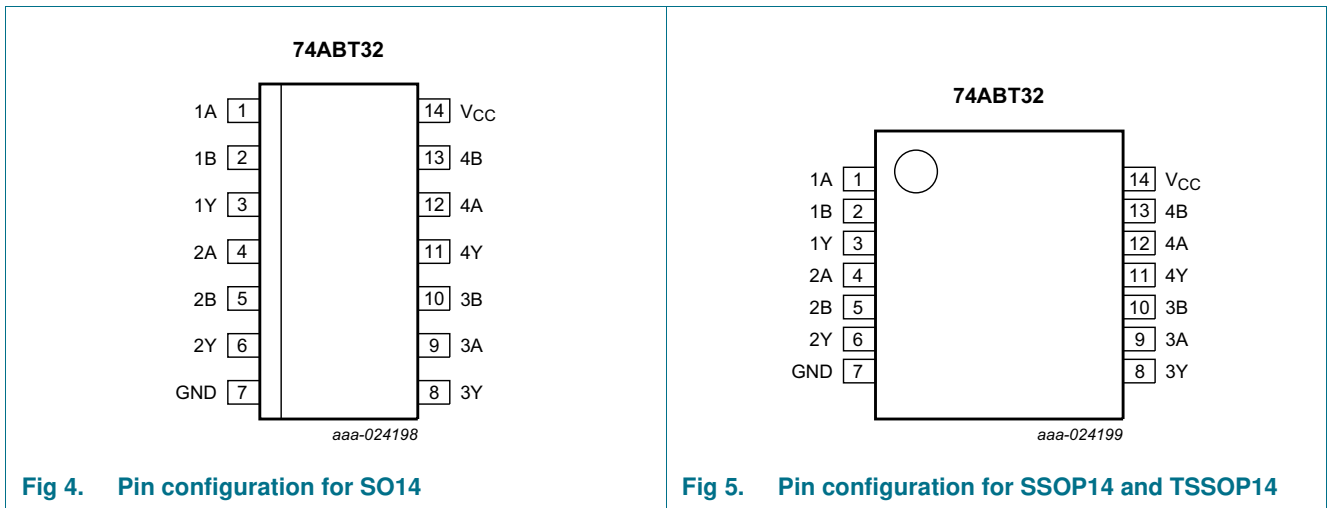 74ABT32
1A 1 14 VCC
1B 2 13 4B
1Y 3 12 4A
2A 4 11 4Y
2B 5 10 3B
2Y 6 9 3A
GND 7 8 3Y
aaa-024198
Fig 4. Pin configuration for SO14
74ABT32
1A 1 14 VCC
1B 2 13 4B
1Y 3 12 4A
2A 4 11 4Y
2B 5 10 3B
2Y 6 9 3A
GND 7 8 3Y
aaa-024199
Fig 5. Pin configuration for SSOP14 and TSSOP14